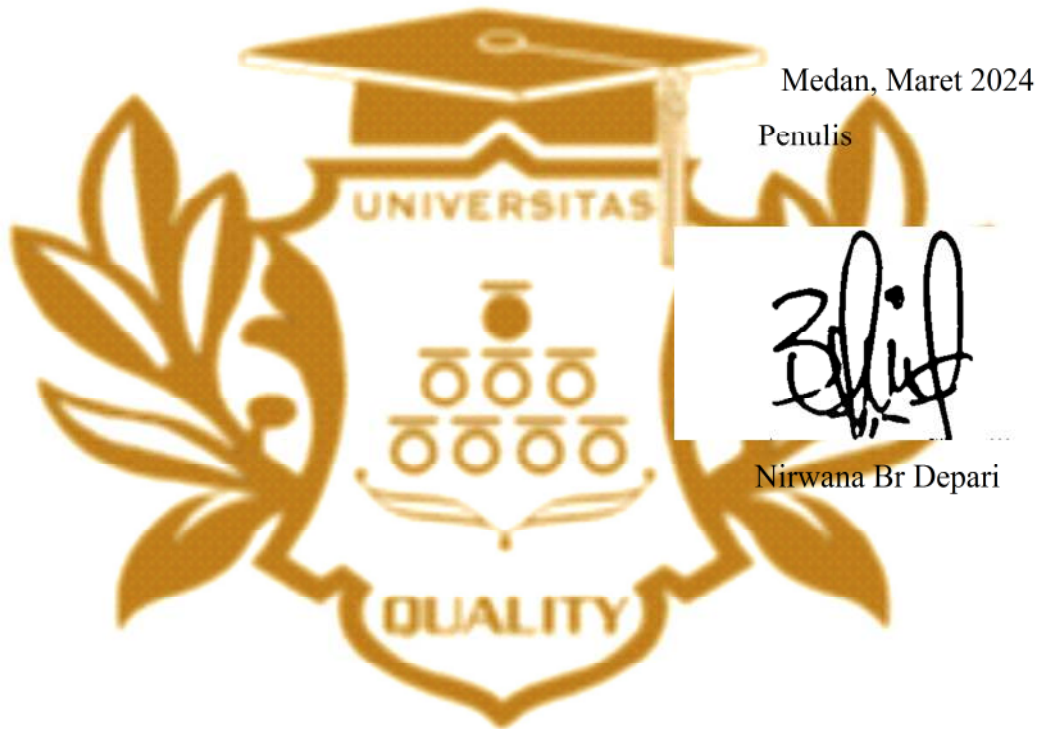 Medan, Maret 2024
Penulis
UNIVERSITAS
Nirwana Br Depari
QUALITY